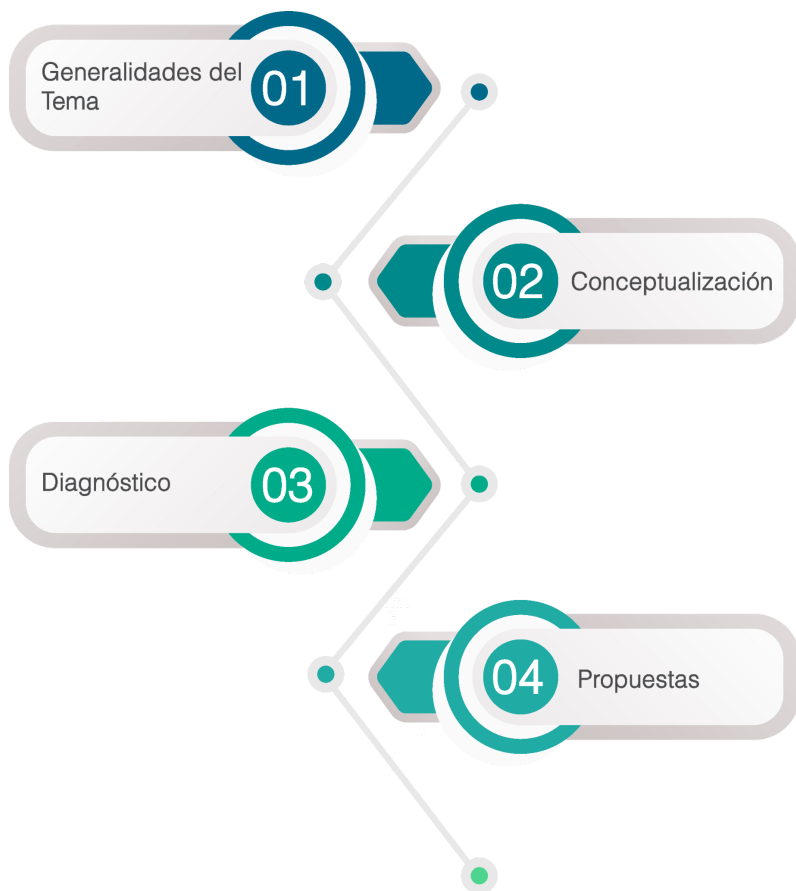 Generalidades del
Tema
01
02
Conceptualización
Diagnóstico
03
04
Propuestas